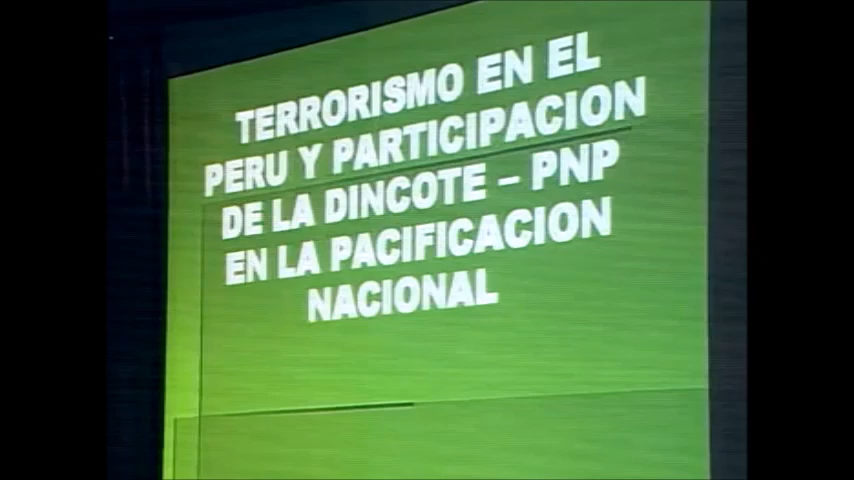 TERRORISMO EN EL
PERU Y PARTICIPACION
DE LA DINCOTE – PNP
EN LA PACIFICACION
NACIONAL